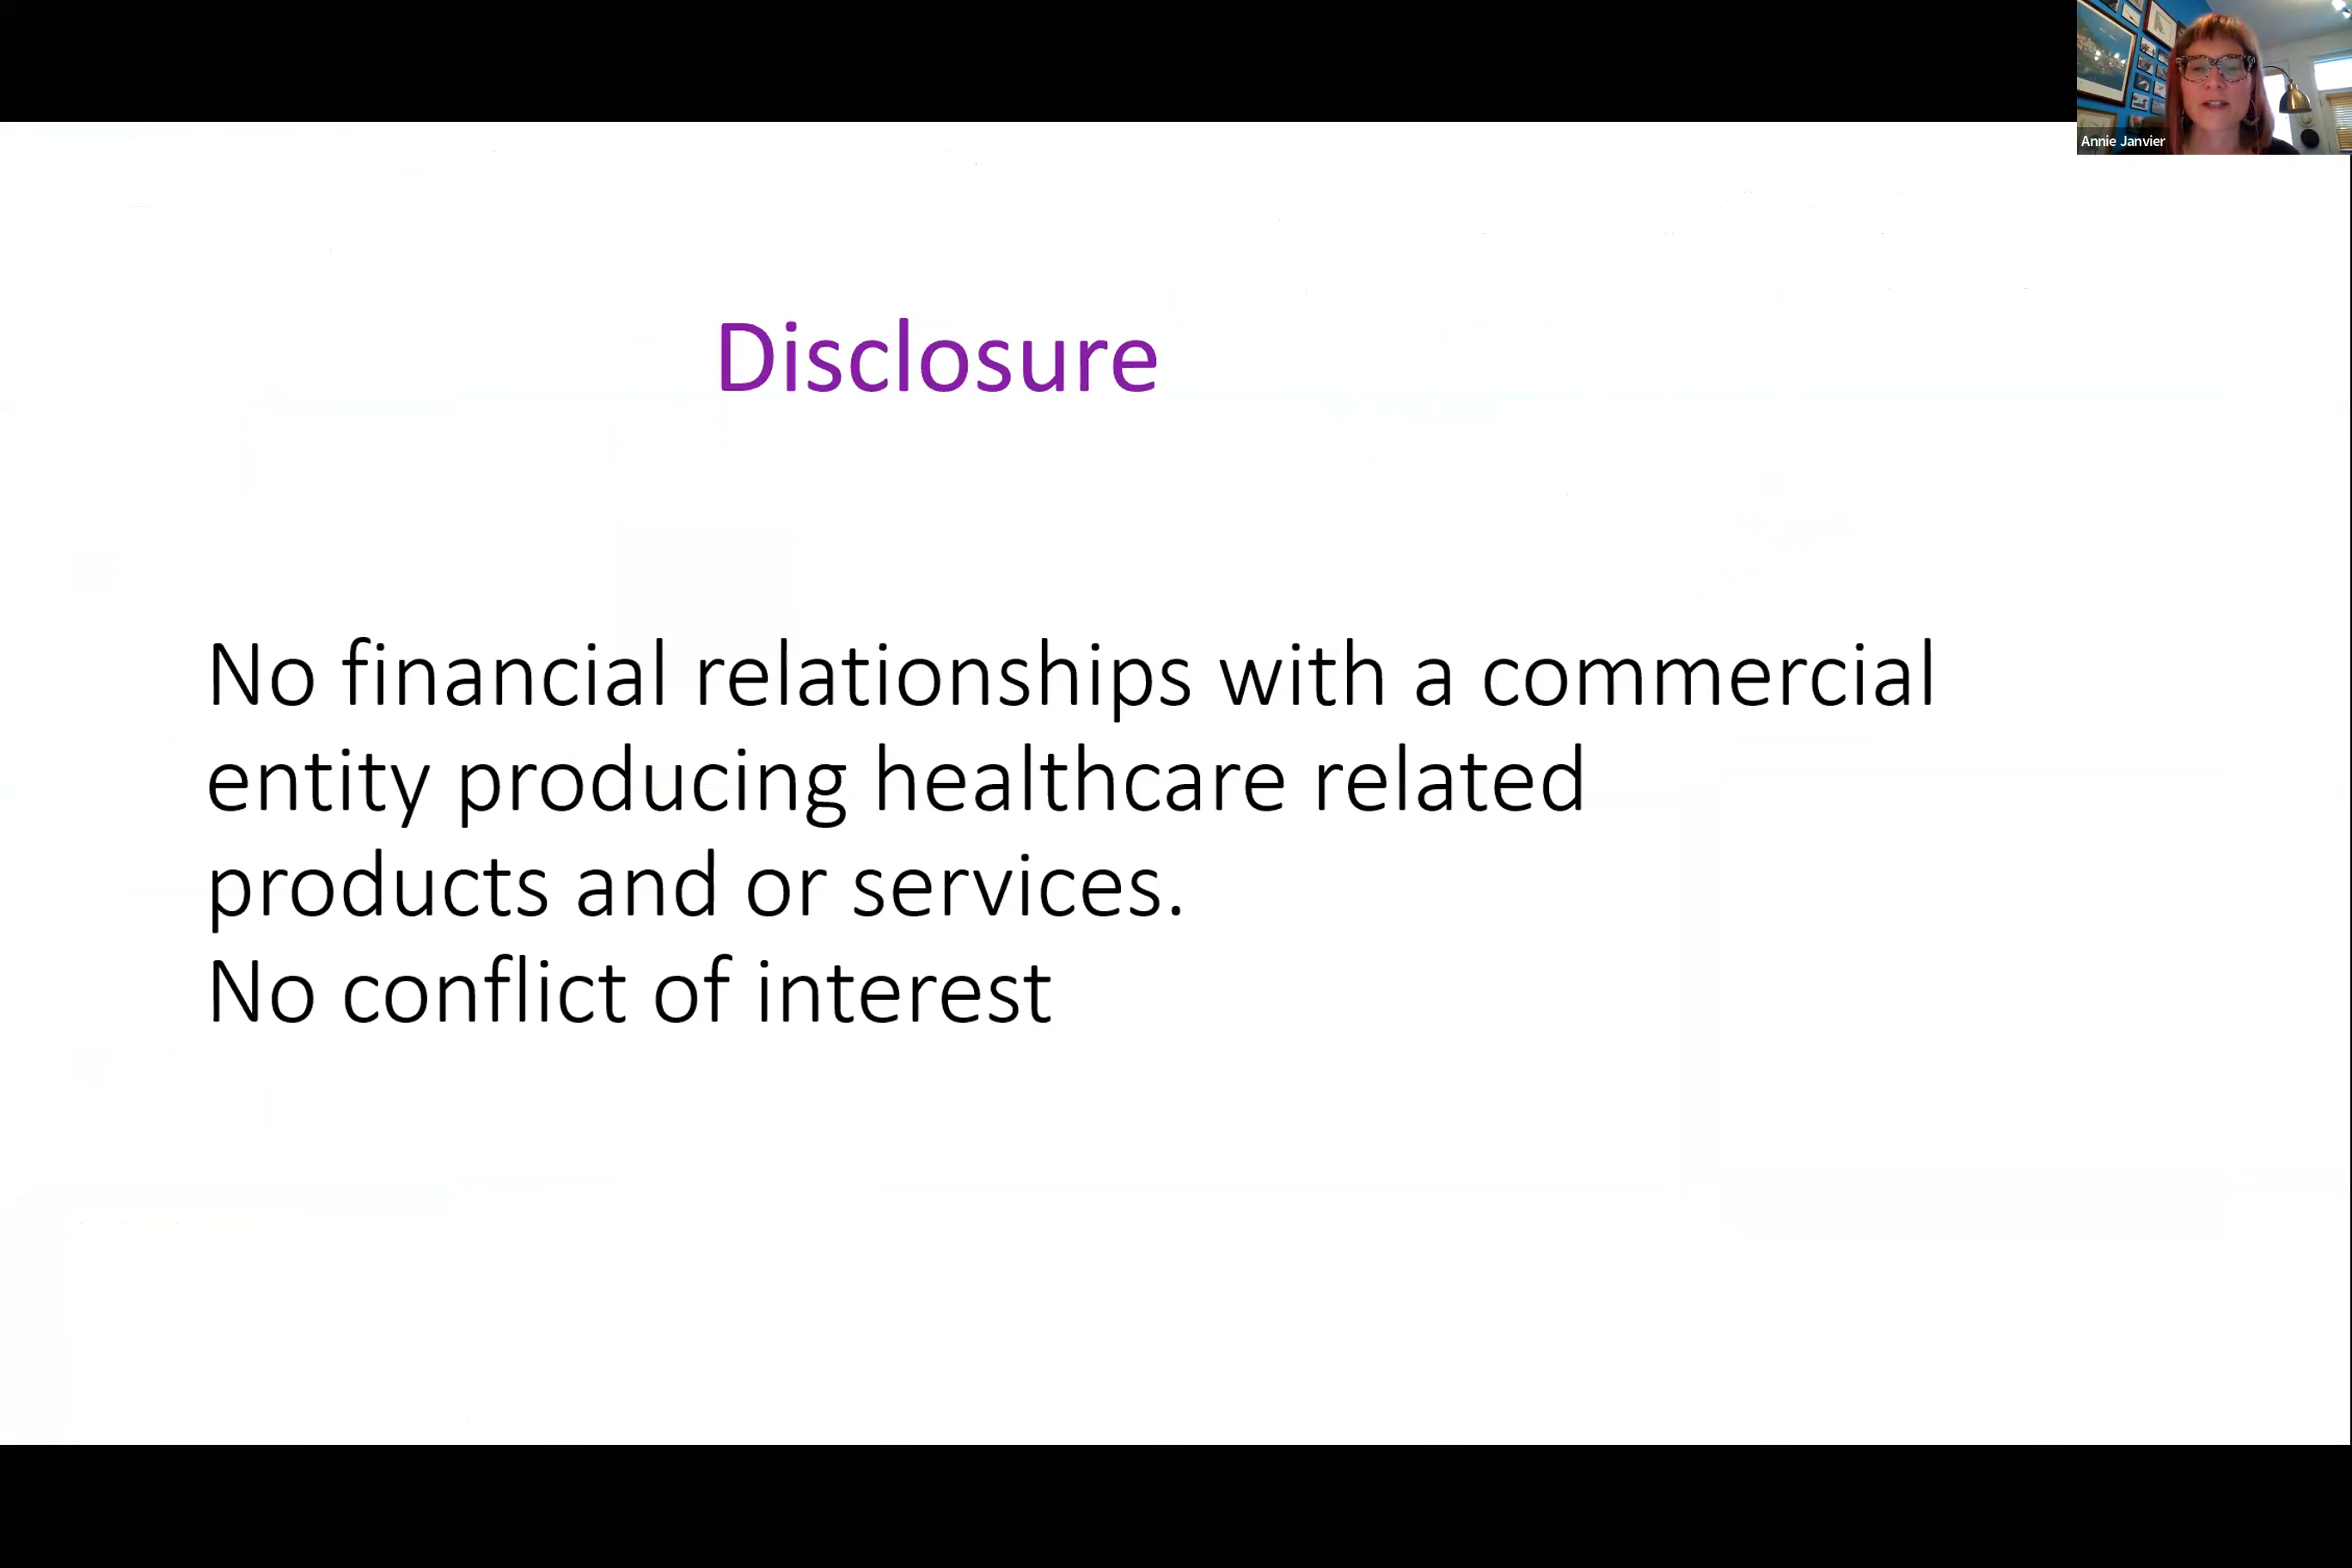 Annie Janvier
Disclosure
No financial relationships with a commercial
entity producing healthcare related
products and or services.
No conflict of interest